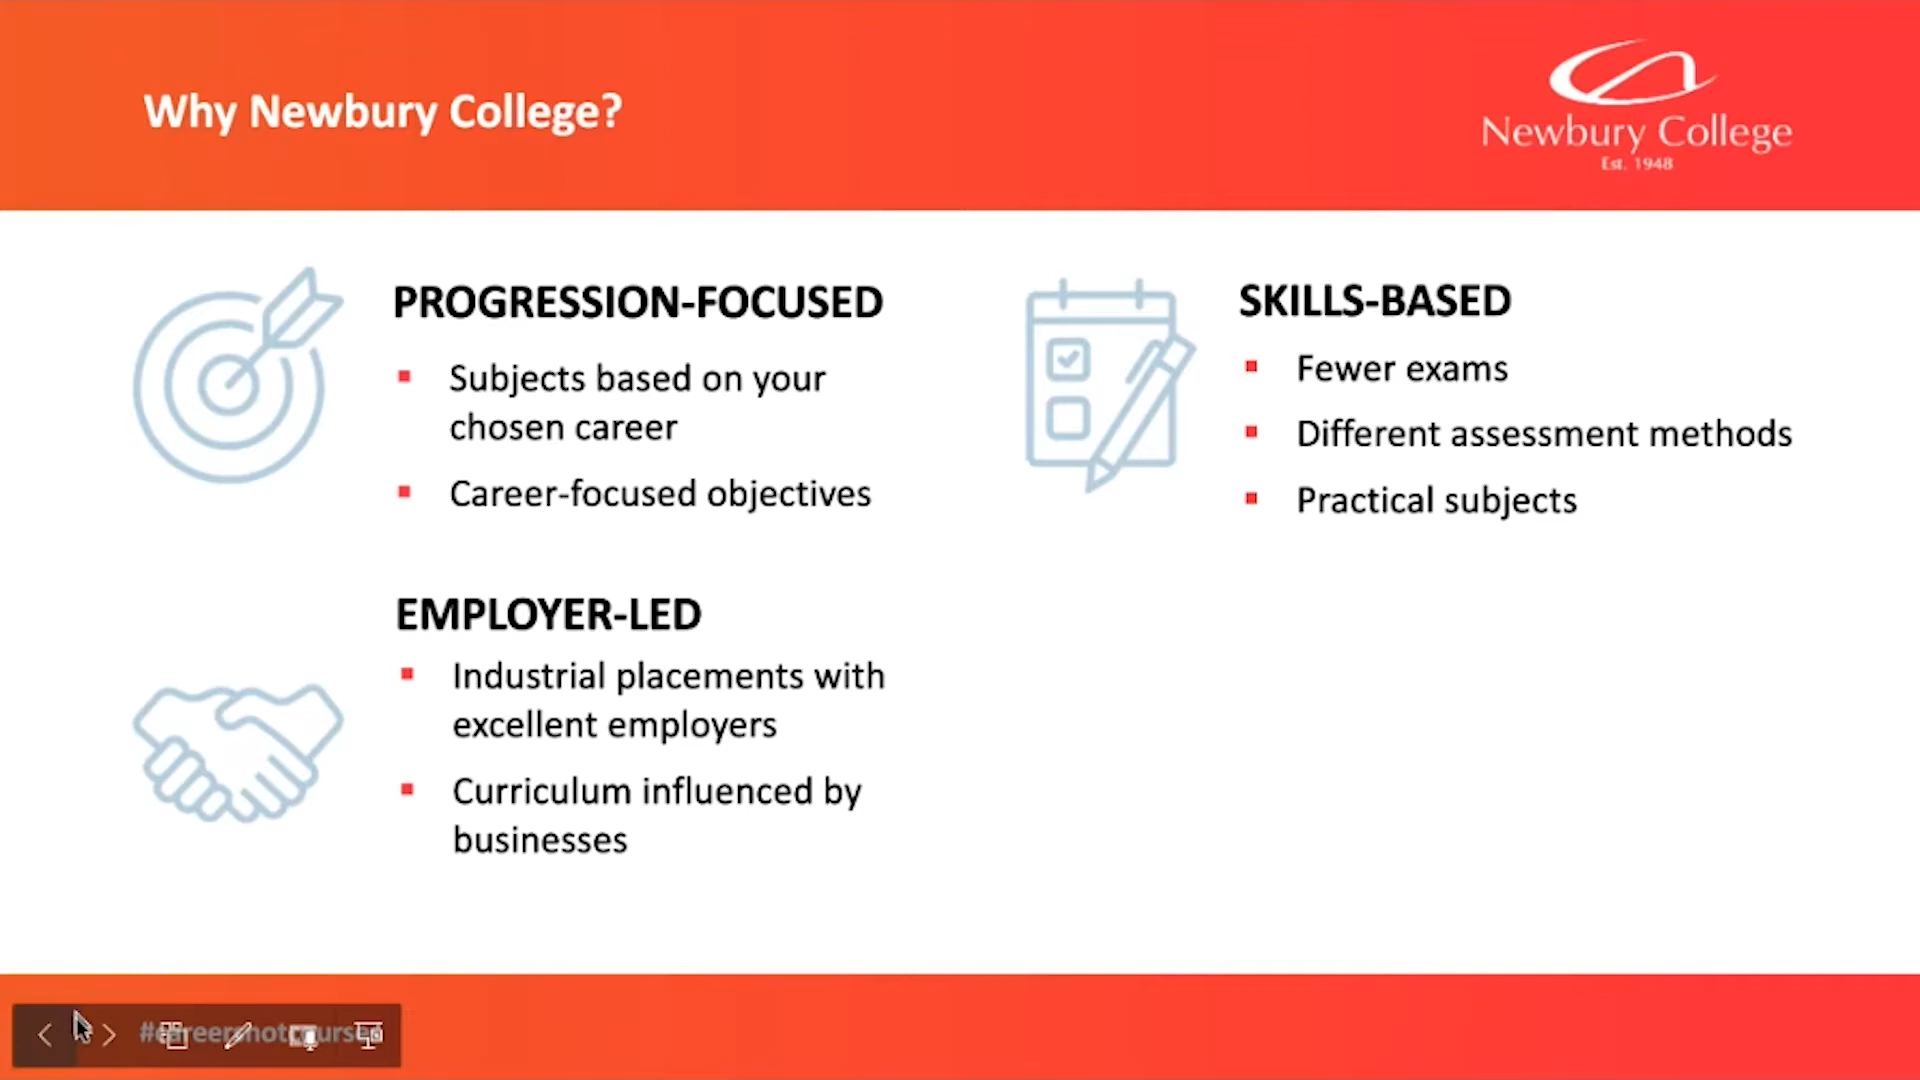 Why Newbury College?
Newbury College
Est. 1948
PROGRESSION-FOCUSED
Subjects based on your
chosen career
Career-focused objectives
SKILLS-BASED
Fewer exams
Different assessment methods
Practical subjects
EMPLOYER-LED
Industrial placements with
excellent employers
Curriculum influenced by
businesses